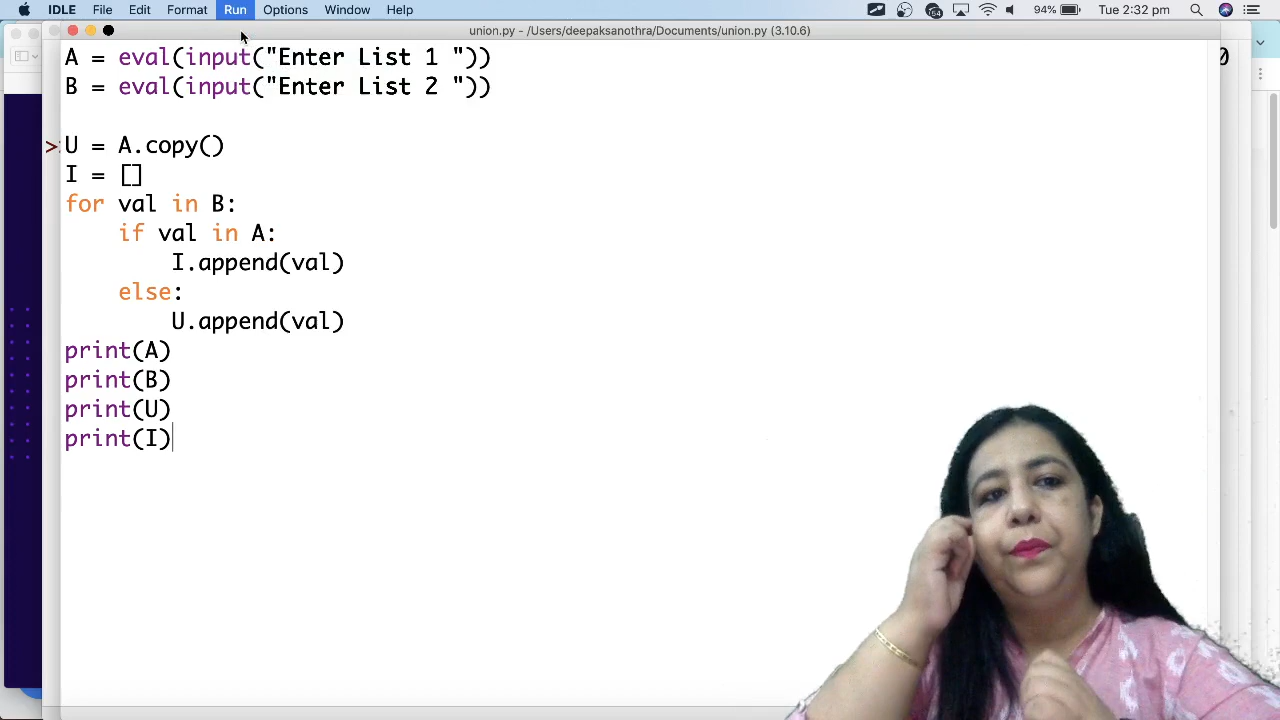 IDLE File Edit Format Run Options Window Help 54 94% Tue 2:32 pm
union.py - /Users/deepaksanothra/Documents/union.py (3.10.6)
A = eval(input("Enter List 1 "))
B = eval(input("Enter List 2 "))
>
U = A.copy()
I = []
for val in B:
    if val in A:
        I.append(val)
    else:
        U.append(val)
print(A)
print(B)
print(U)
print(I)